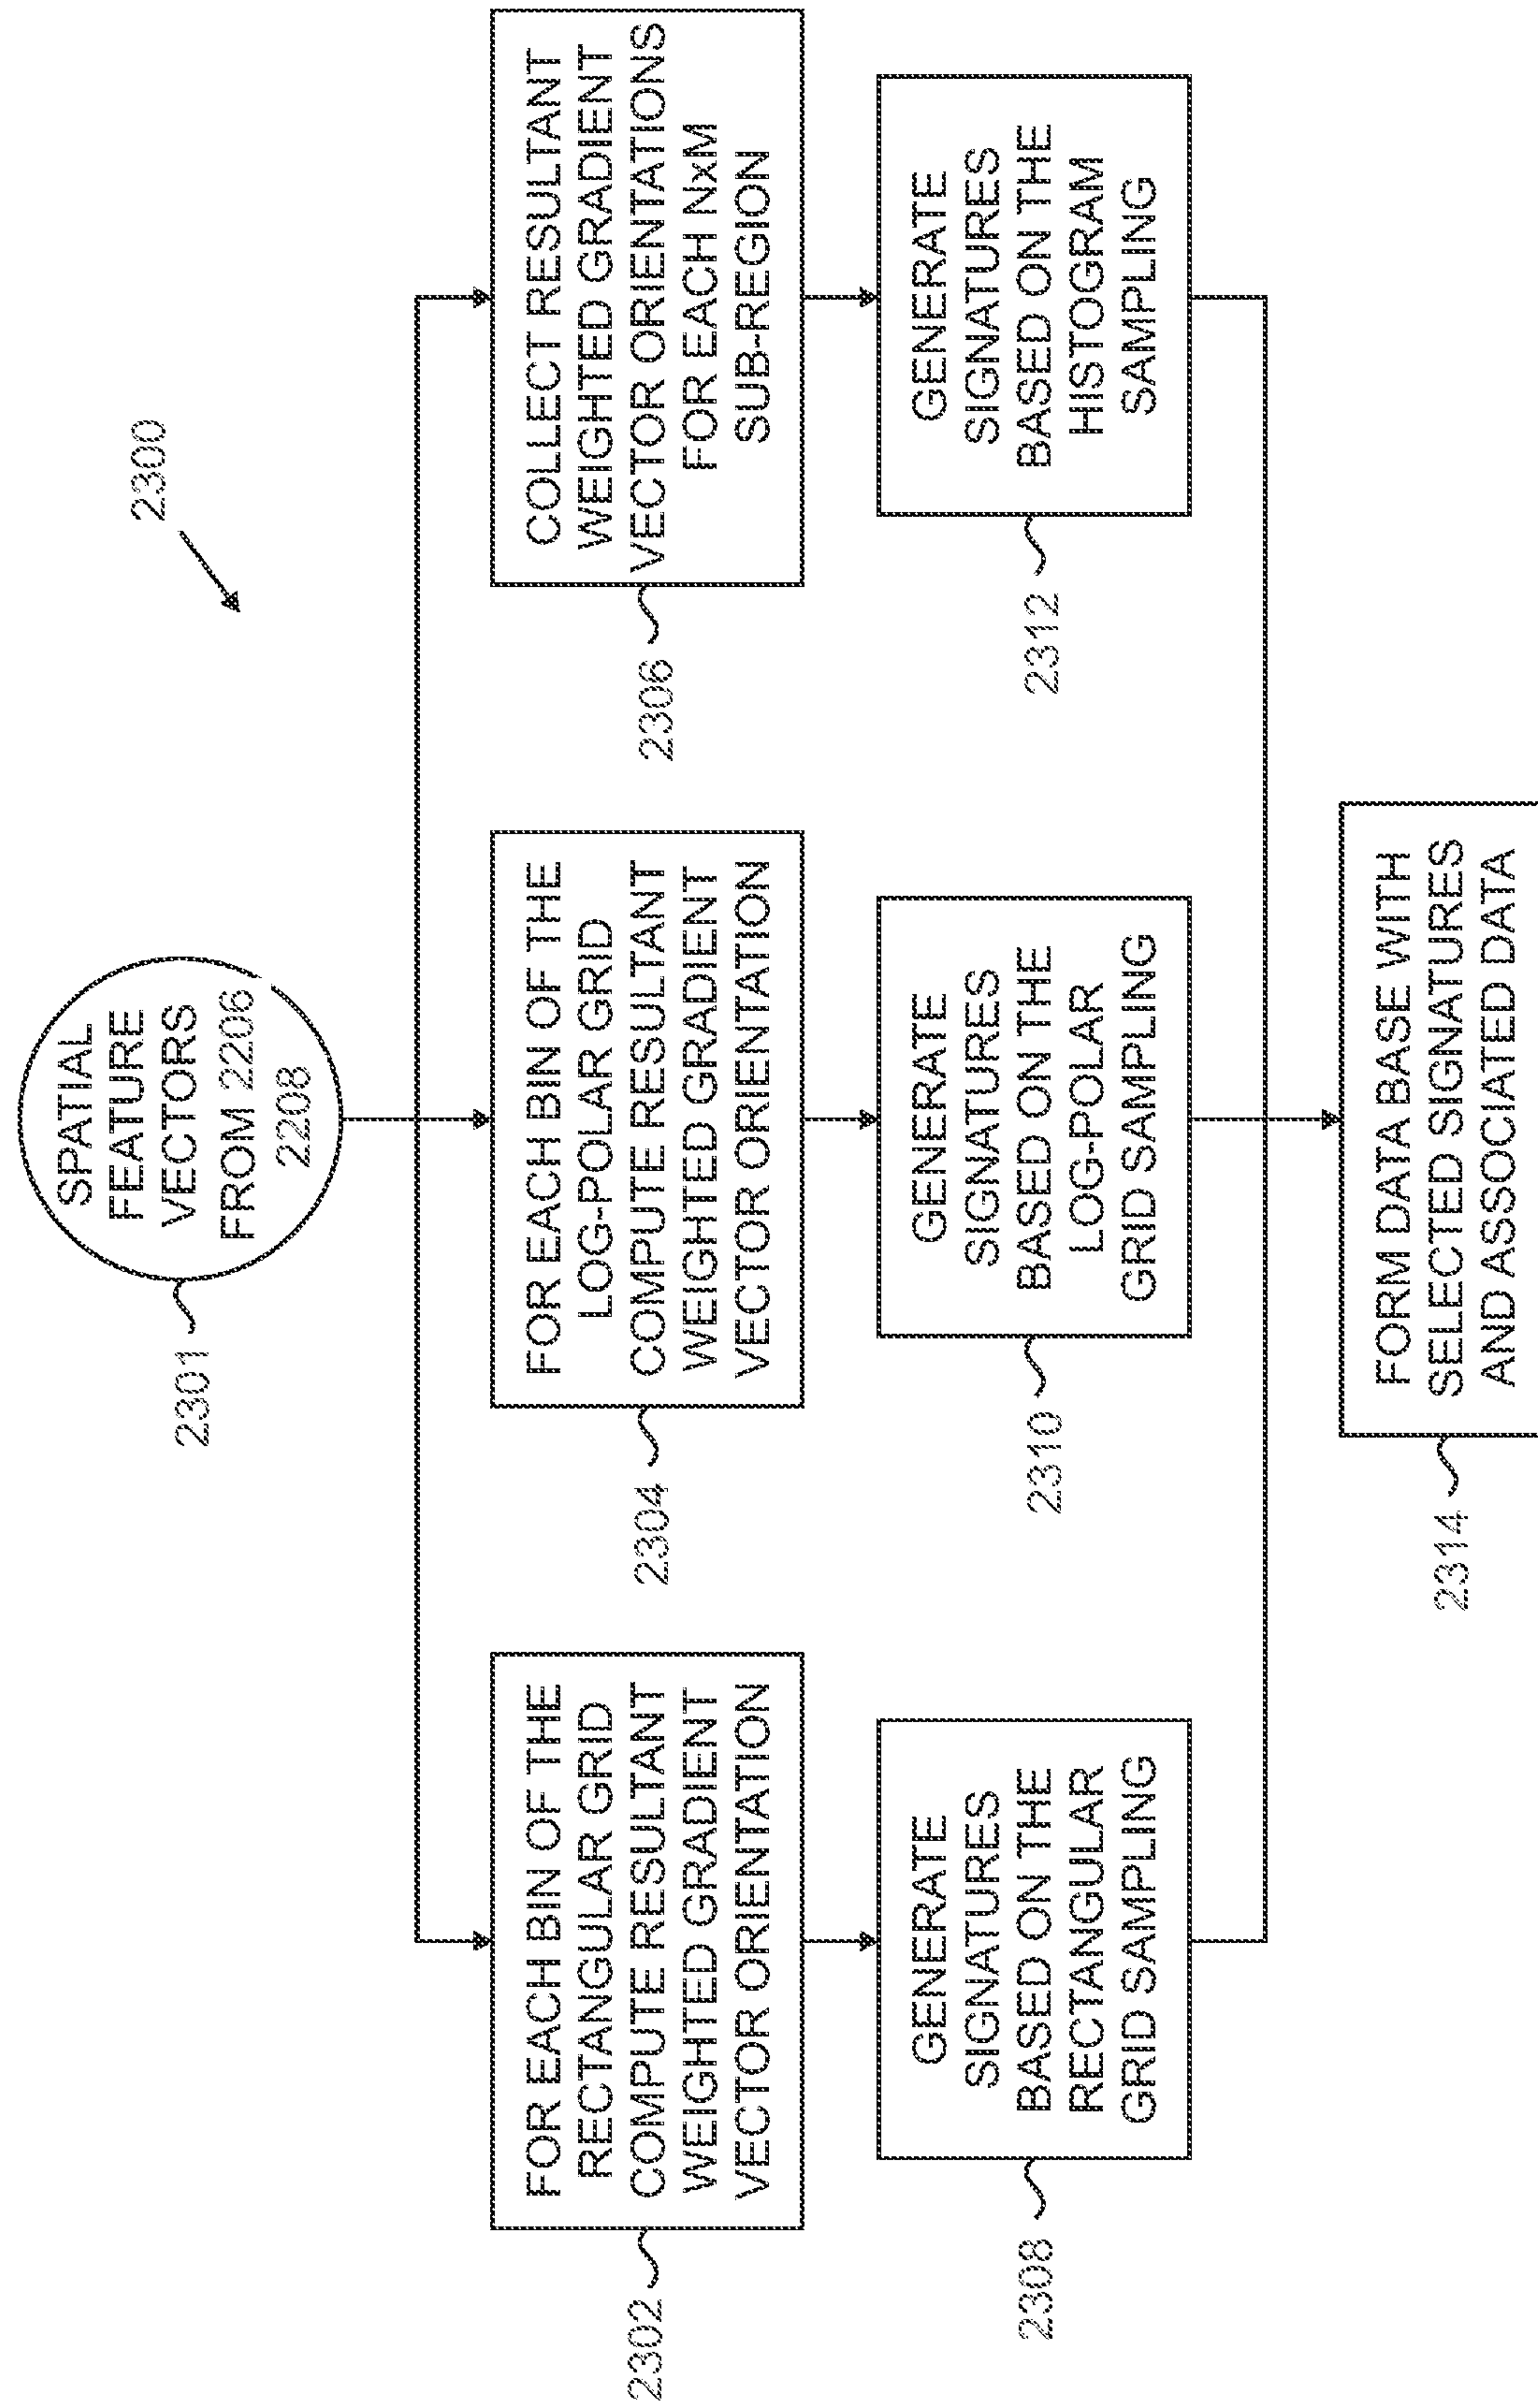 2300
SPATIAL
FEATURE
VECTORS
FROM 2206
2208
2301
FOR EACH BIN OF THE
RECTANGULAR GRID
COMPUTE RESULTANT
WEIGHTED GRADIENT
VECTOR ORIENTATION
2302
FOR EACH BIN OF THE
LOG-POLAR GRID
COMPUTE RESULTANT
WEIGHTED GRADIENT
VECTOR ORIENTATION
2304
COLLECT RESULTANT
WEIGHTED GRADIENT
VECTOR ORIENTATIONS
FOR EACH NxM
SUB-REGION
2306
GENERATE
SIGNATURES
BASED ON THE
RECTANGULAR
GRID SAMPLING
2308
GENERATE
SIGNATURES
BASED ON THE
LOG-POLAR
GRID SAMPLING
2310
GENERATE
SIGNATURES
BASED ON THE
HISTOGRAM
SAMPLING
2312
FORM DATA BASE WITH
SELECTED SIGNATURES
AND ASSOCIATED DATA
2314